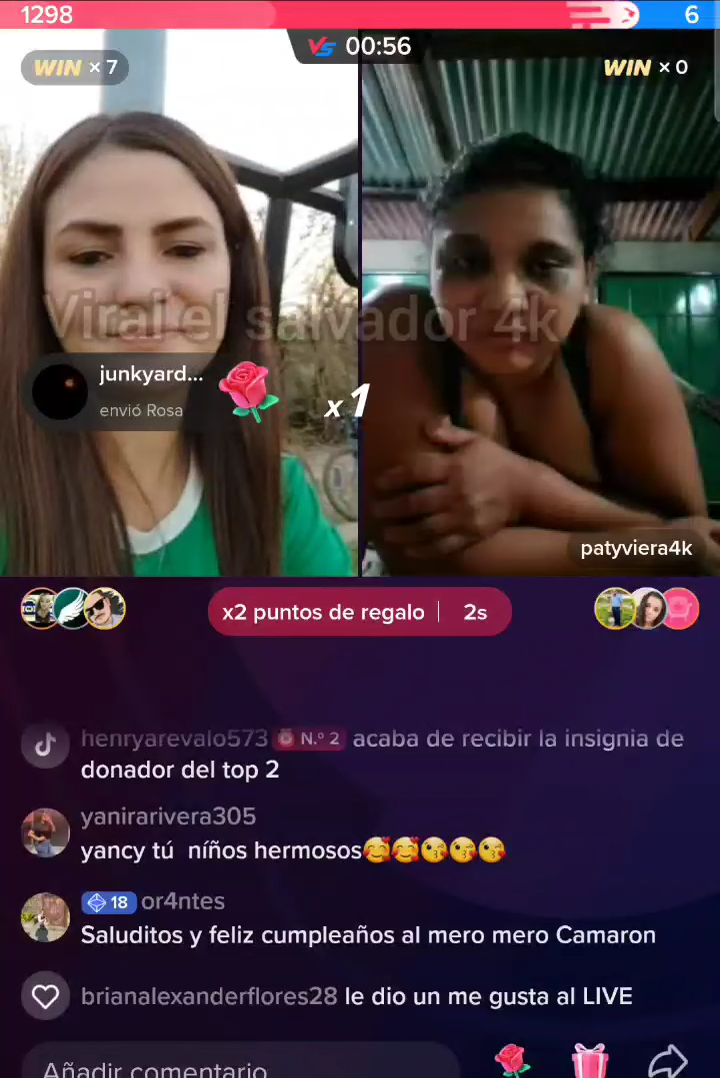 1298
6
VS 00:56
WIN × 7
WIN × 0
Viral el salvador 4k
junkyard...
envió Rosa
x1
patyviera4k
x2 puntos de regalo | 2s
henryarevalo573 N.º 2 acaba de recibir la insignia de
donador del top 2
yanirarivera305
yancy tú níños hermosos🥰🥰😘😘😘
18 or4ntes
Saluditos y feliz cumpleaños al mero mero Camaron
brianalexanderflores28 le dio un me gusta al LIVE
Añadir comentario